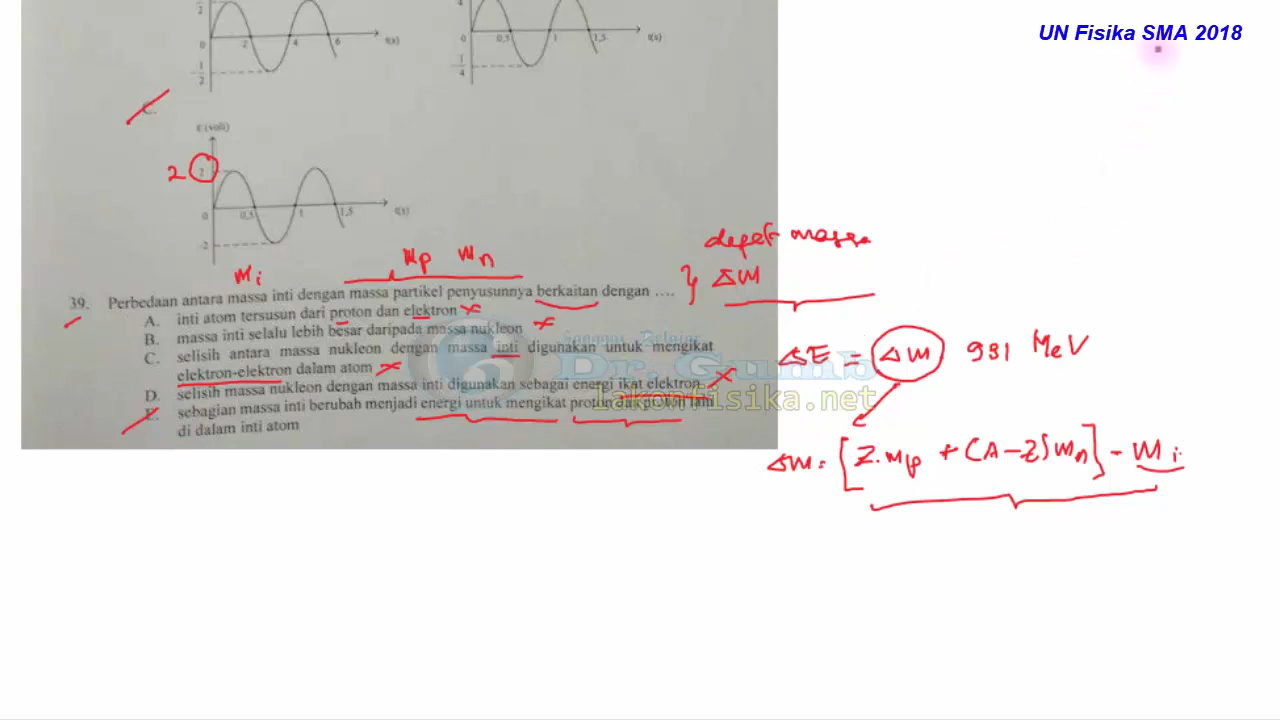 UN Fisika SMA 2018
0 2 4 6 t(s)
0 0,5 1 1,5 t(s)
1
2
1
4
C.
E (volt)
2 2
0 0,5 1 1,5 t(s)
-2
defek massa
mi mp mn
} Δm
39. Perbedaan antara massa inti dengan massa partikel penyusunnya berkaitan dengan ....
A. inti atom tersusun dari proton dan elektron
B. massa inti selalu lebih besar daripada massa nukleon
C. selisih antara massa nukleon dengan massa inti digunakan untuk mengikat
elektron-elektron dalam atom
D. selisih massa nukleon dengan massa inti digunakan sebagai energi ikat elektron
E. sebagian massa inti berubah menjadi energi untuk mengikat proton dan proton lain
di dalam inti atom
ΔE = Δm 931 MeV
Dr. Gumb
lakonfisika.net
Δm = [Z.mp + (A-Z)mn] - mi